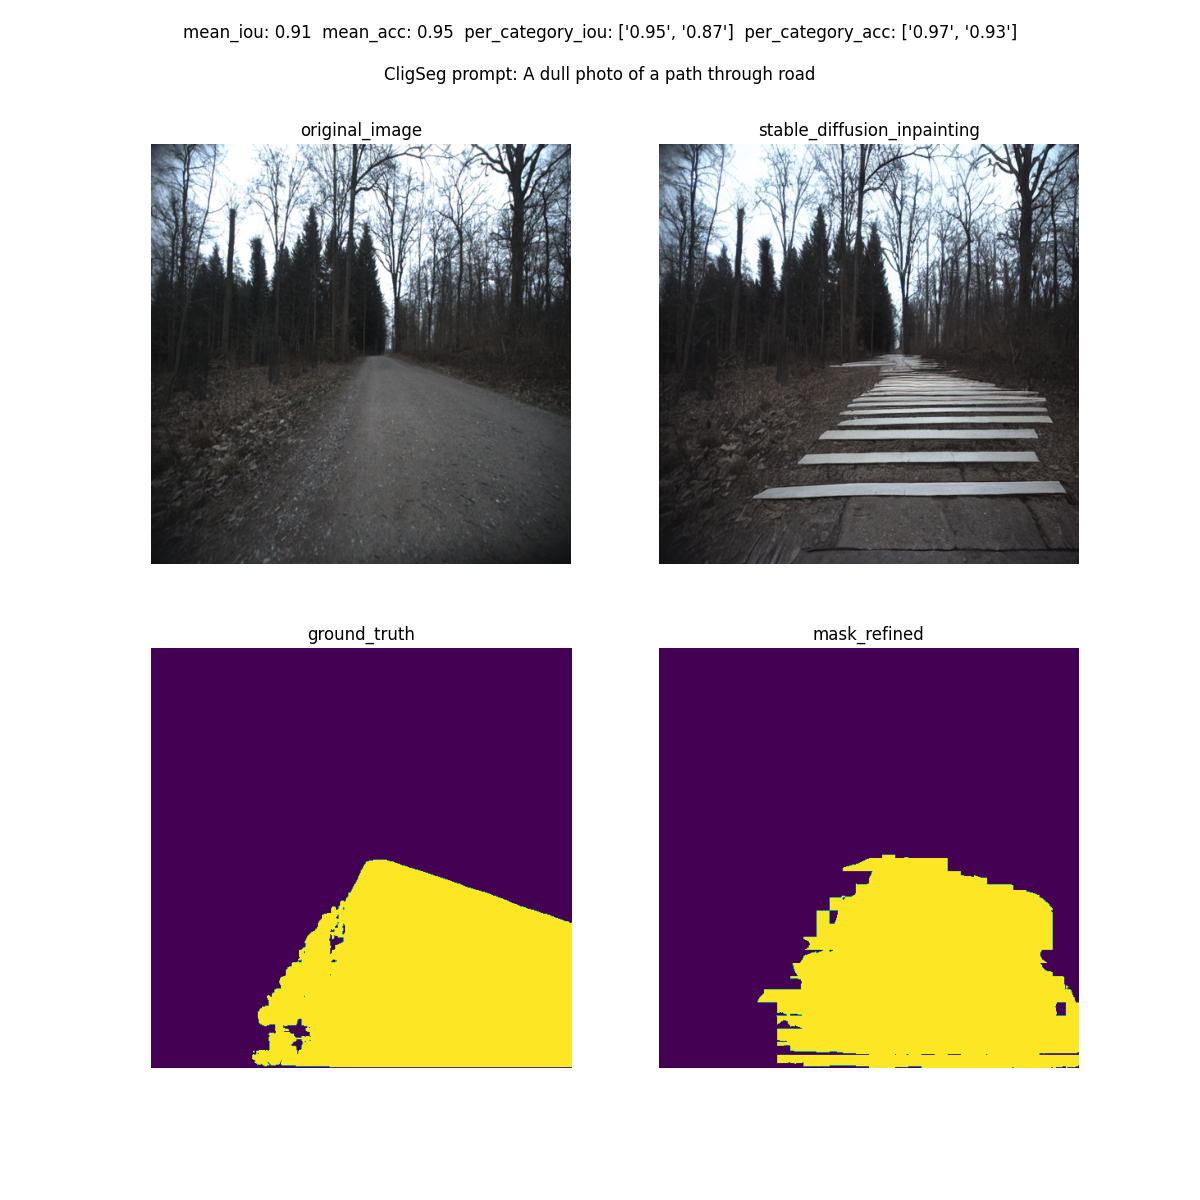 mean_iou: 0.91  mean_acc: 0.95  per_category_iou: ['0.95', '0.87']  per_category_acc: ['0.97', '0.93']
CligSeg prompt: A dull photo of a path through road
original_image
stable_diffusion_inpainting
ground_truth
mask_refined